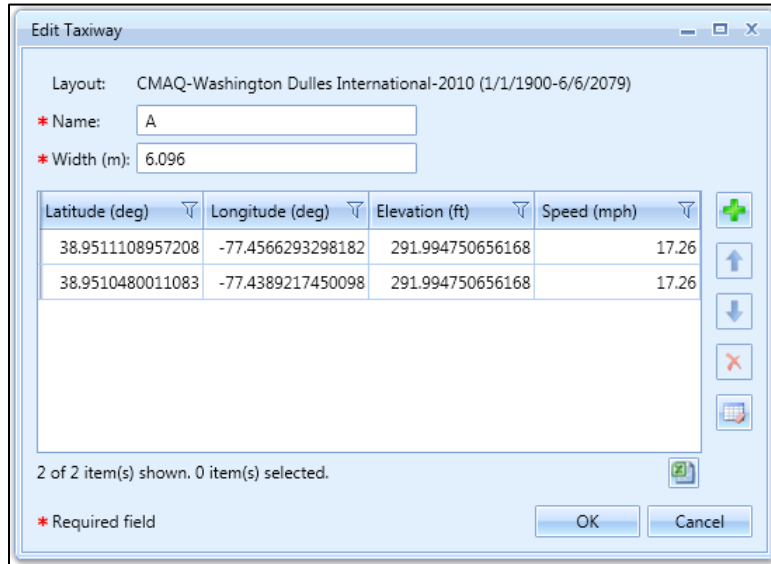 Edit Taxiway
Layout: CMAQ-Washington Dulles International-2010 (1/1/1900-6/6/2079)
* Name: A
* Width (m): 6.096
Latitude (deg) Longitude (deg) Elevation (ft) Speed (mph)
38.9511108957208 -77.4566293298182 291.994750656168 17.26
38.9510480011083 -77.4389217450098 291.994750656168 17.26
2 of 2 item(s) shown. 0 item(s) selected.
* Required field OK Cancel